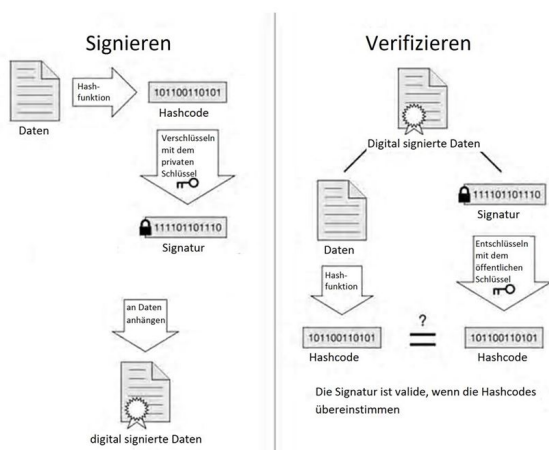 Signieren
Daten
Hash-
funktion
101100110101
Hashcode
Verschlüsseln
mit dem
privaten
Schlüssel
111101101110
Signatur
an Daten
anhängen
digital signierte Daten
Verifizieren
Digital signierte Daten
Daten
111101101110
Signatur
Hash-
funktion
Entschlüseln
mit dem
öffentlichen
Schlüssel
101100110101
Hashcode
?
=
101100110101
Hashcode
Die Signatur ist valide, wenn die Hashcodes
übereinstimmen